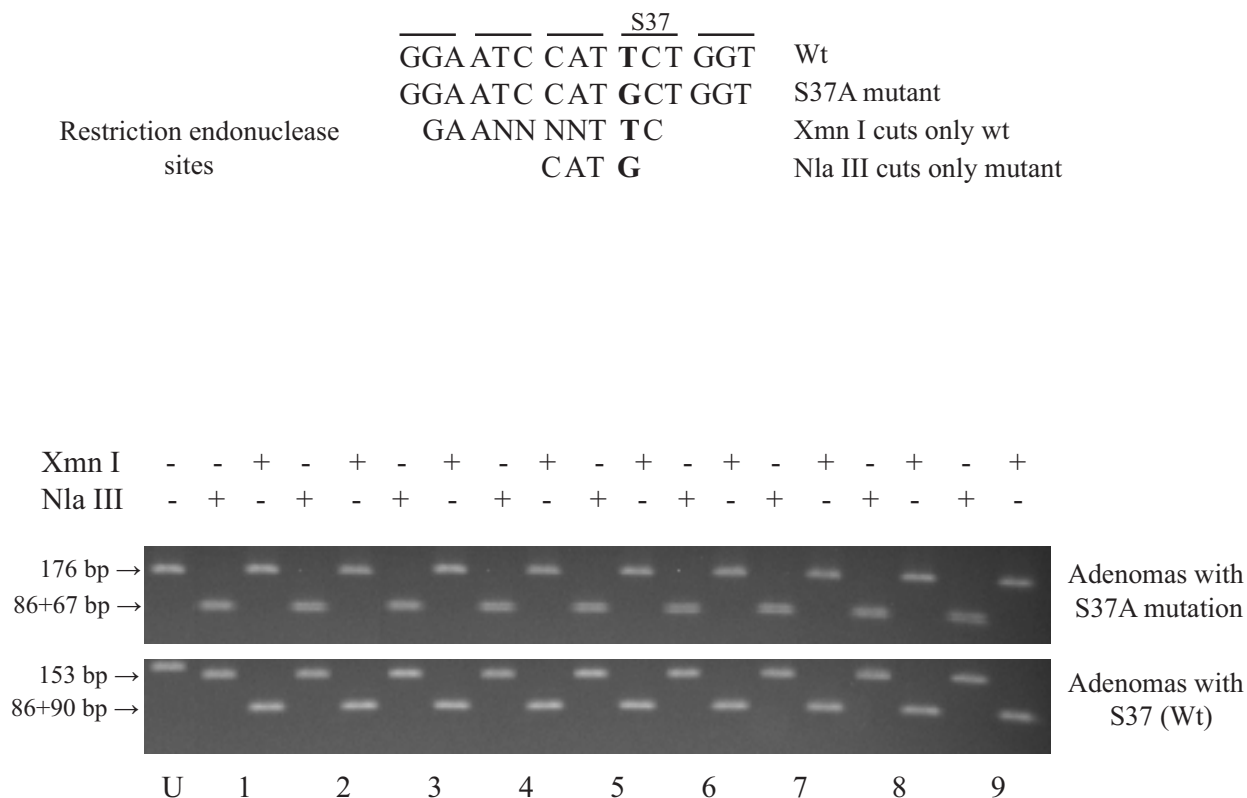 S37
GGA ATC CAT TCT GGT Wt
GGA ATC CAT GCT GGT S37A mutant
Restriction endonuclease sites
GA ANN NNT TC Xmn I cuts only wt
CAT G Nla III cuts only mutant
Xmn I - - + - + - + - + - + - + - + - + - +
Nla III - + - + - + - + - + - + - + - + - + -
176 bp →
86+67 bp →
Adenomas with
S37A mutation
153 bp →
86+90 bp →
Adenomas with
S37 (Wt)
U 1 2 3 4 5 6 7 8 9